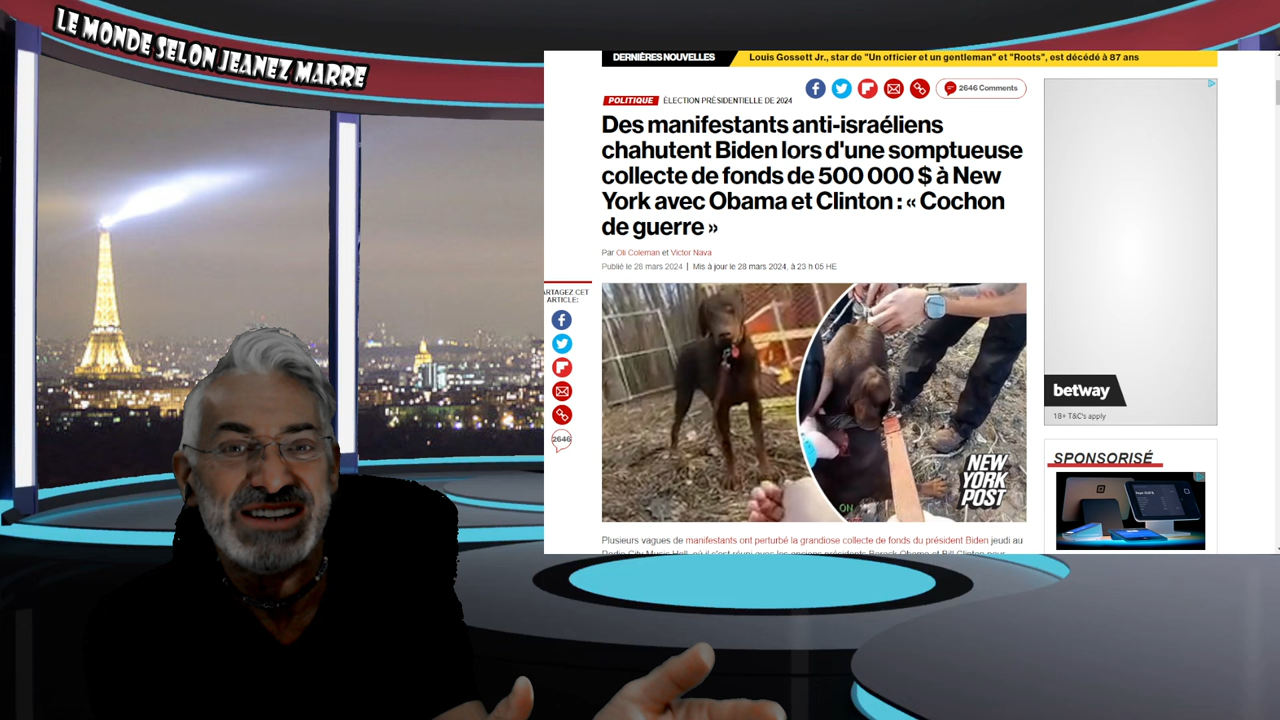 LE MONDE SELON JEANEZ MARRE
DERNIÈRES NOUVELLES
Louis Gossett Jr., star de "Un officier et un gentleman" et "Roots", est décédé à 87 ans
POLITIQUE
ÉLECTION PRÉSIDENTIELLE DE 2024
2646 Comments
Des manifestants anti-israéliens
chahutent Biden lors d'une somptueuse
collecte de fonds de 500 000 $ à New
York avec Obama et Clinton : « Cochon
de guerre »
Par Oli Coleman et Victor Nava
Publié le 28 mars 2024 | Mis à jour le 28 mars 2024, à 23 h 05 HE
ARTAGEZ CET
ARTICLE:
2646
ON
NEW
YORK
POST
betway
18+ T&C's apply
SPONSORISÉ
Plusieurs vagues de manifestants ont perturbé la grandiose collecte de fonds du président Biden jeudi au